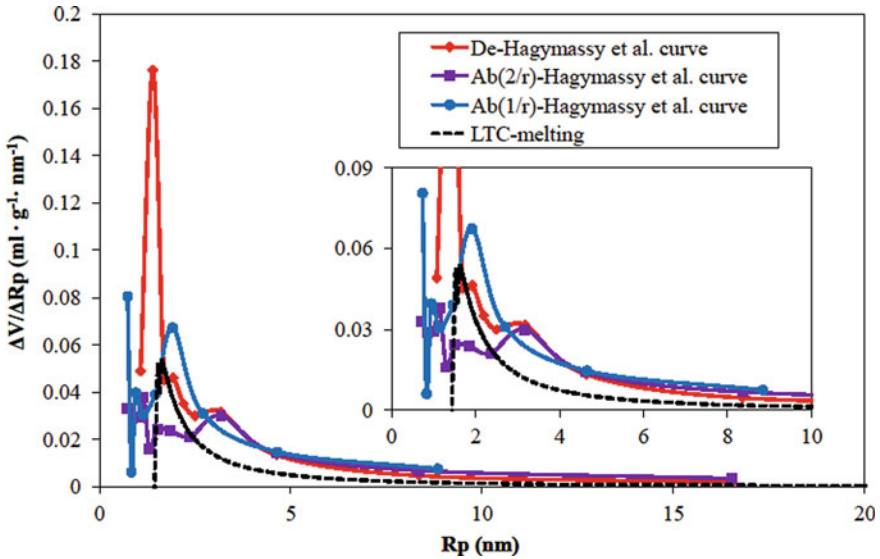 0.2
0.18
0.16
0.14
0.12
0.1
0.08
0.06
0.04
0.02
0
ΔV/ΔRp (ml · g⁻¹· nm⁻¹)
De-Hagymassy et al. curve
Ab(2/r)-Hagymassy et al. curve
Ab(1/r)-Hagymassy et al. curve
LTC-melting
0.09
0.06
0.03
0
0 2 4 6 8 10
0 5 10 15 20
Rp (nm)